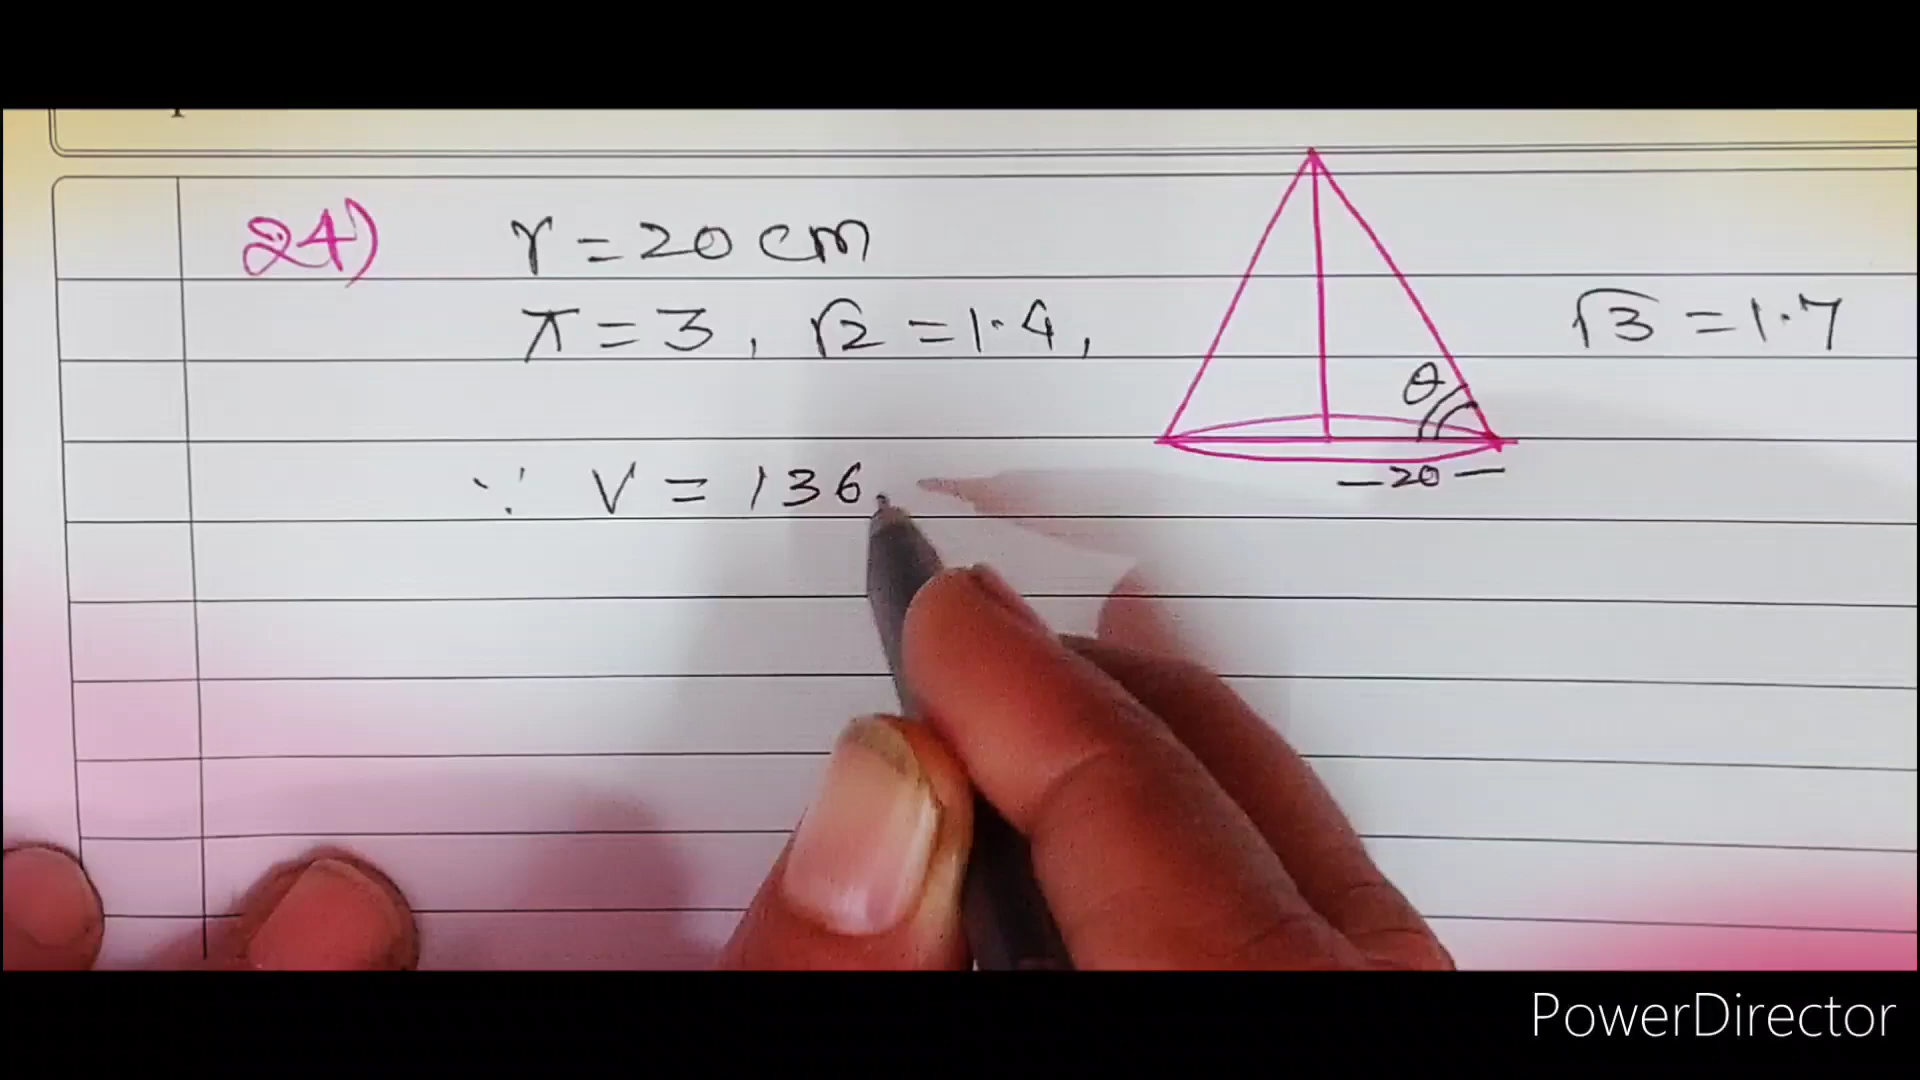 24) r = 20 cm
π = 3, √2 = 1.4, √3 = 1.7
θ
∵ V = 136
— 20 —
PowerDirector